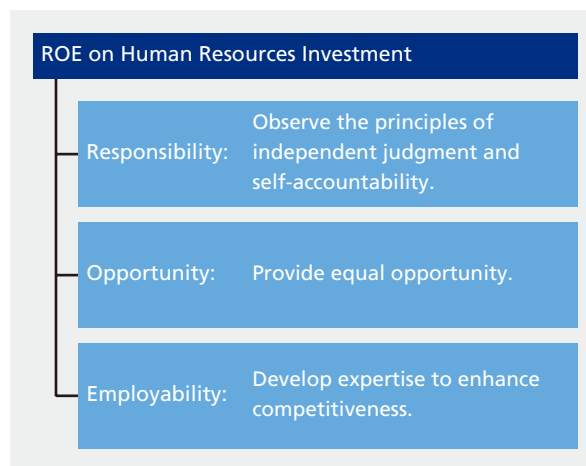 ROE on Human Resources Investment
Responsibility:
Observe the principles of
independent judgment and
self-accountability.
Opportunity:
Provide equal opportunity.
Employability:
Develop expertise to enhance
competitiveness.